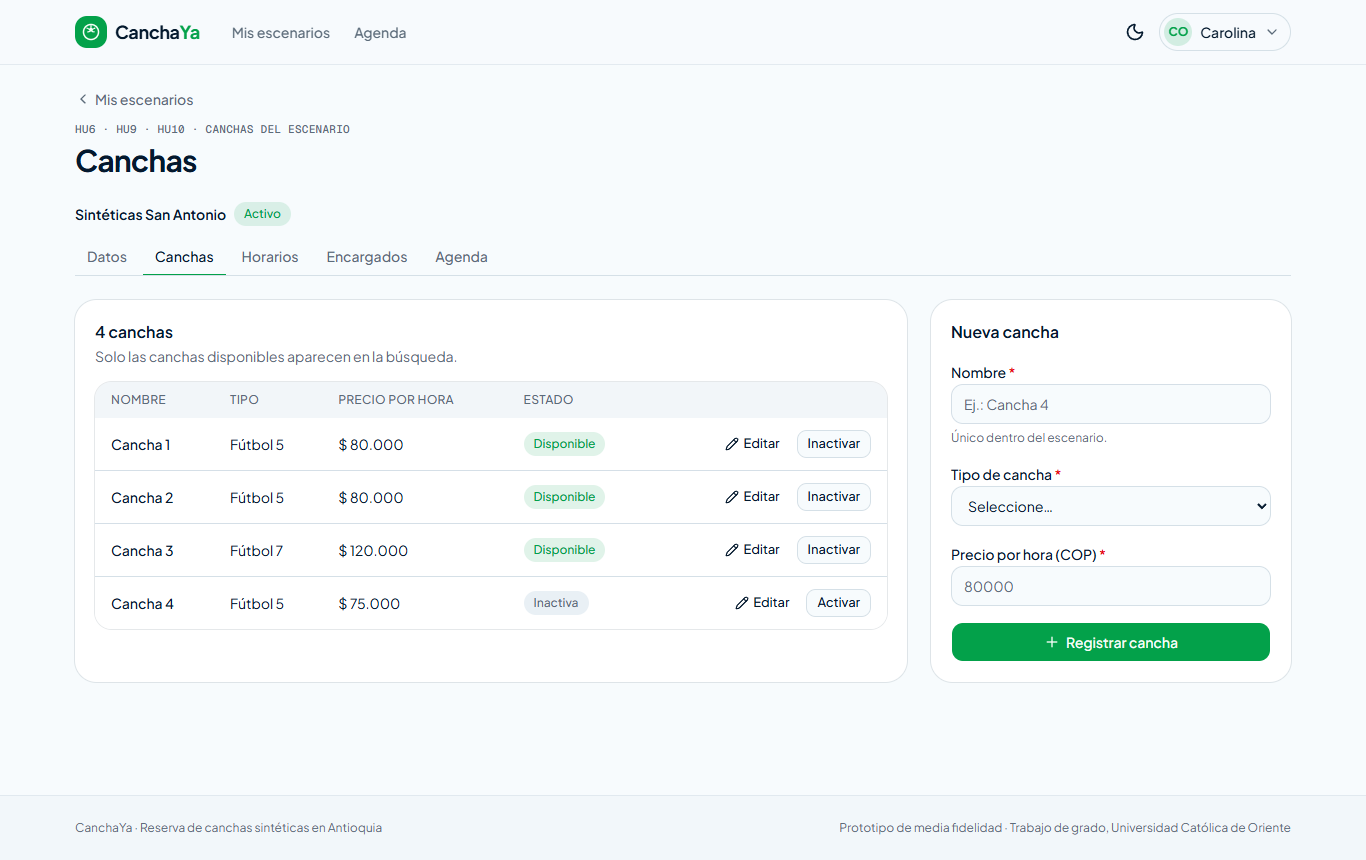 CanchaYa Mis escenarios Agenda CO Carolina
Mis escenarios
HU6 · HU9 · HU10 · CANCHAS DEL ESCENARIO
Canchas
Sintéticas San Antonio Activo
Datos Canchas Horarios Encargados Agenda
4 canchas
Solo las canchas disponibles aparecen en la búsqueda.
NOMBRE TIPO PRECIO POR HORA ESTADO
Cancha 1 Fútbol 5 $ 80.000 Disponible Editar Inactivar
Cancha 2 Fútbol 5 $ 80.000 Disponible Editar Inactivar
Cancha 3 Fútbol 7 $ 120.000 Disponible Editar Inactivar
Cancha 4 Fútbol 5 $ 75.000 Inactiva Editar Activar
Nueva cancha
Nombre *
Ej.: Cancha 4
Único dentro del escenario.
Tipo de cancha *
Seleccione...
Precio por hora (COP) *
80000
+ Registrar cancha
CanchaYa · Reserva de canchas sintéticas en Antioquia
Prototipo de media fidelidad · Trabajo de grado, Universidad Católica de Oriente